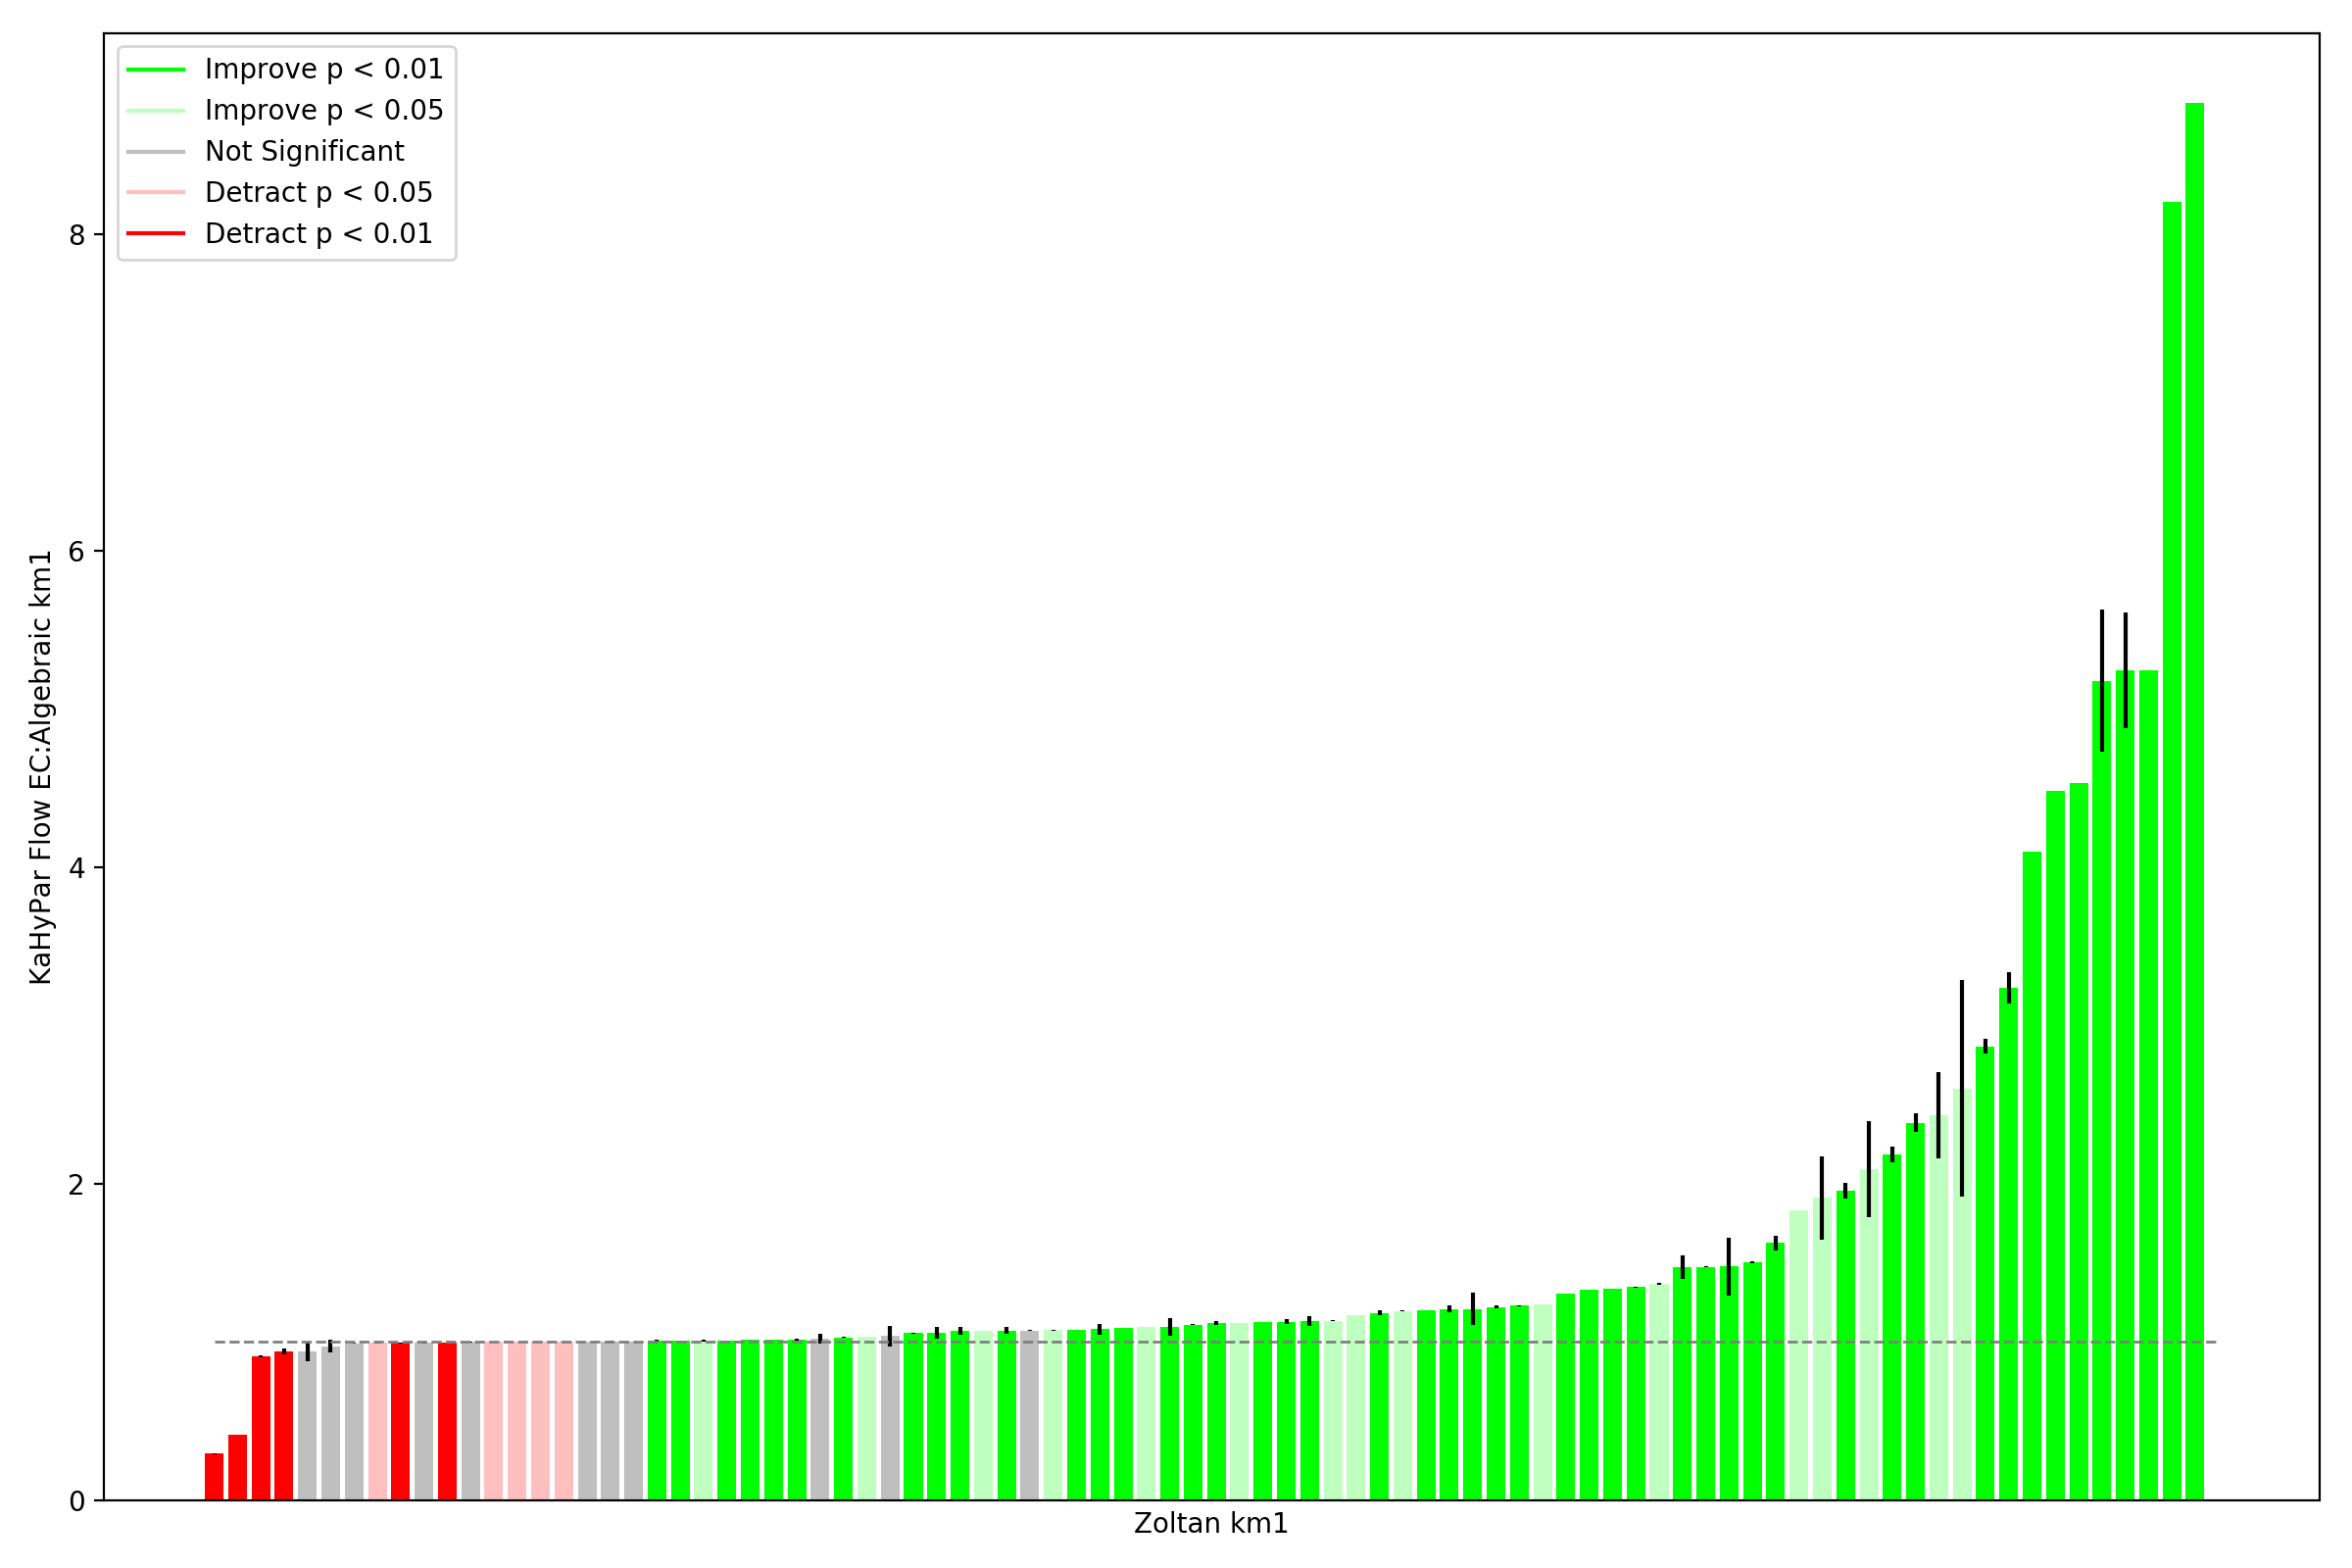 Improve p < 0.01
Improve p < 0.05
Not Significant
Detract p < 0.05
Detract p < 0.01
8
6
4
2
0
KaHyPar Flow EC:Algebraic km1
Zoltan km1